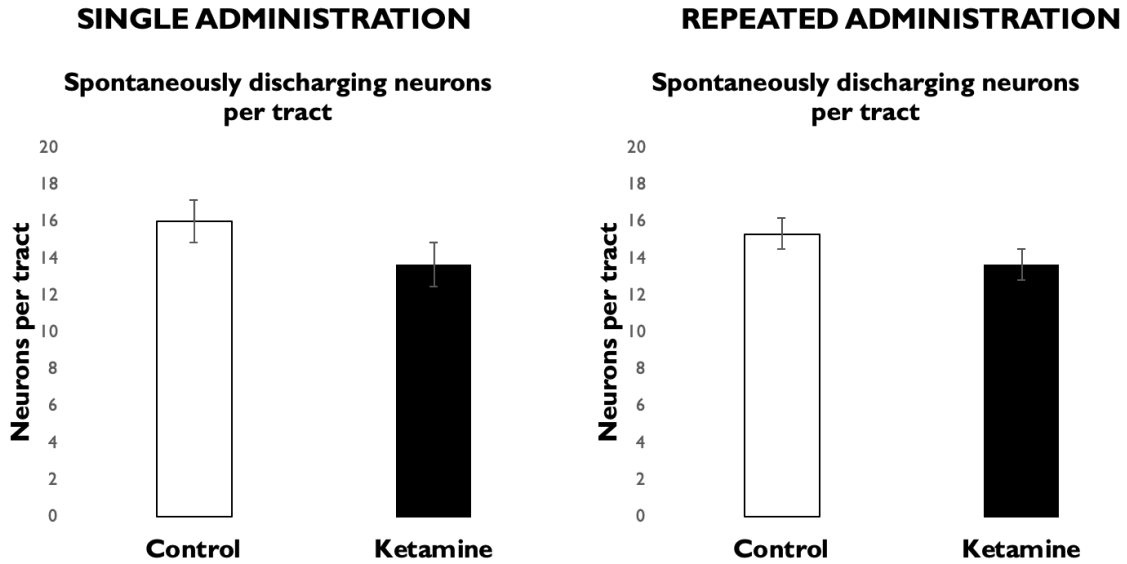 SINGLE ADMINISTRATION
Spontaneously discharging neurons
per tract
Neurons per tract
20
18
16
14
12
10
8
6
4
2
0
Control
Ketamine
REPEATED ADMINISTRATION
Spontaneously discharging neurons
per tract
Neurons per tract
20
18
16
14
12
10
8
6
4
2
0
Control
Ketamine